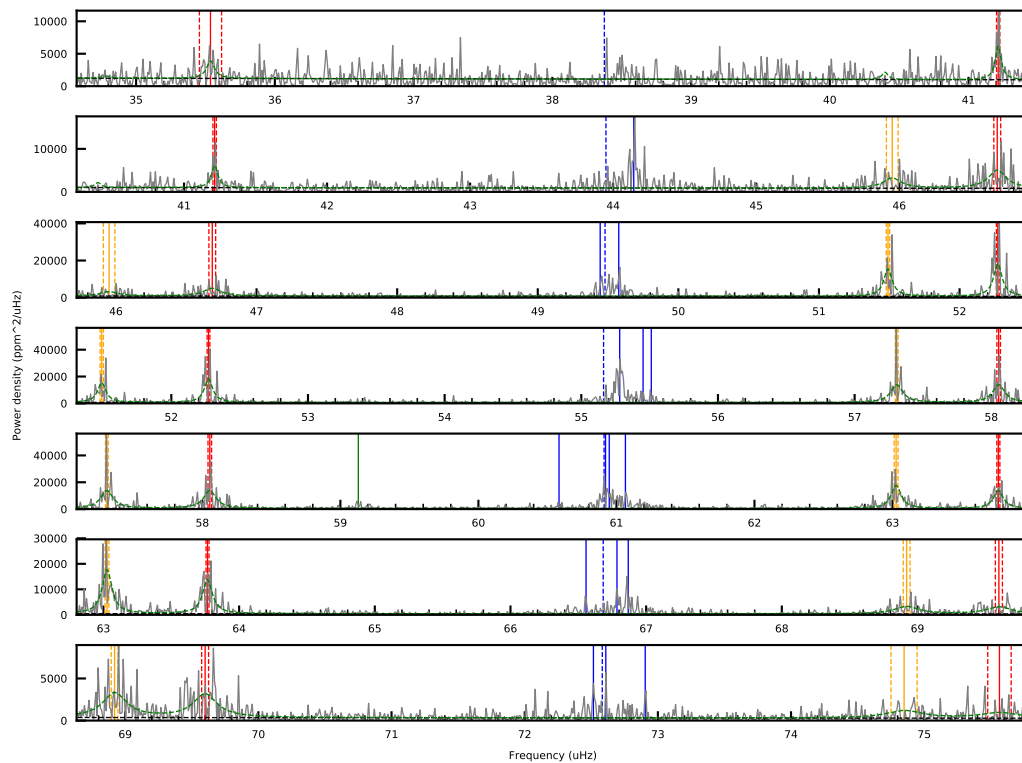 10000
5000
0
35 36 37 38 39 40 41
10000
0
41 42 43 44 45 46
40000
20000
0
46 47 48 49 50 51 52
Power density (ppm^2/uHz)
40000
20000
0
52 53 54 55 56 57 58
40000
20000
0
58 59 60 61 62 63
30000
20000
10000
0
63 64 65 66 67 68 69
5000
0
69 70 71 72 73 74 75
Frequency (uHz)